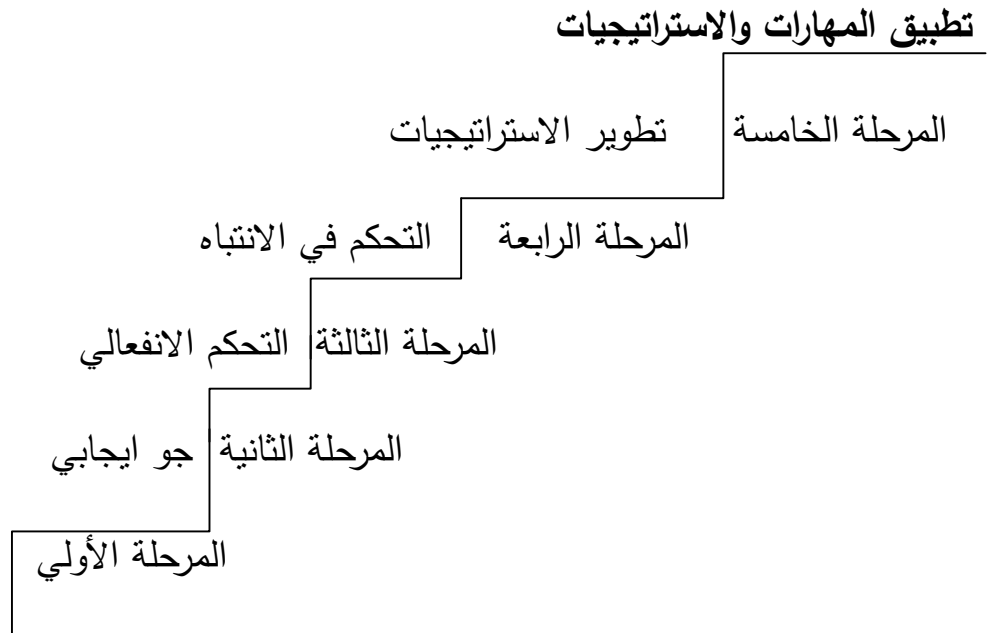 تطبيق المهارات والاستراتيجيات
المرحلة الخامسة تطوير الاستراتيجيات
المرحلة الرابعة التحكم في الانتباه
المرحلة الثالثة التحكم الانفعالي
المرحلة الثانية جو ايجابي
المرحلة الأولي